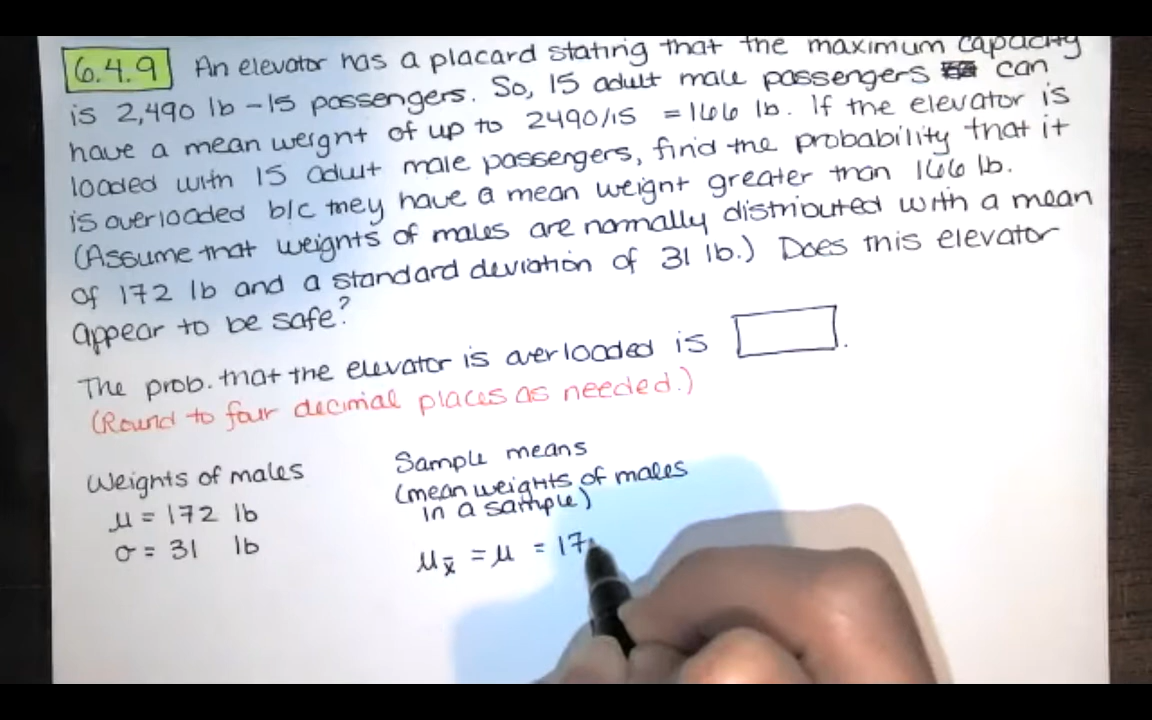 6.4.9 An elevator has a placard stating that the maximum capacity
is 2,490 lb - 15 passengers. So, 15 adult male passengers can
have a mean weight of up to 2490/15 = 166 lb. If the elevator is
loaded with 15 adult male passengers, find the probability that it
is overloaded b/c they have a mean weight greater than 166 lb.
(Assume that weights of males are normally distributed with a mean
of 172 lb and a standard deviation of 31 lb.) Does this elevator
appear to be safe?
The prob. that the elevator is overloaded is .
(Round to four decimal places as needed.)
Weights of males
μ = 172 lb
σ = 31 lb
Sample means
(mean weights of males
in a sample)
μx̄ = μ = 17